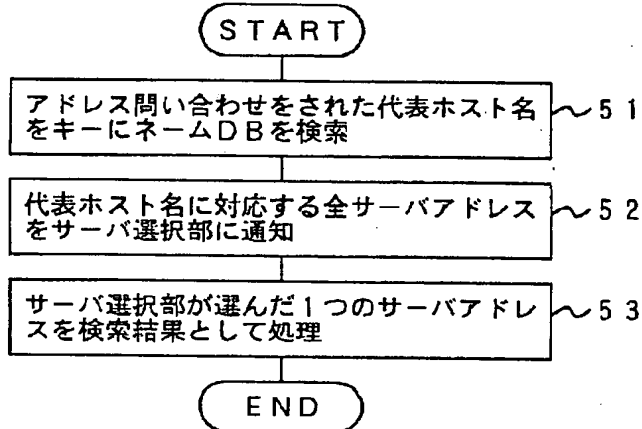 START
アドレス問い合わせをされた代表ホスト名
をキーにネームDBを検索
51
代表ホスト名に対応する全サーバアドレス
をサーバ選択部に通知
52
サーバ選択部が選んだ1つのサーバアドレ
スを検索結果として処理
53
END